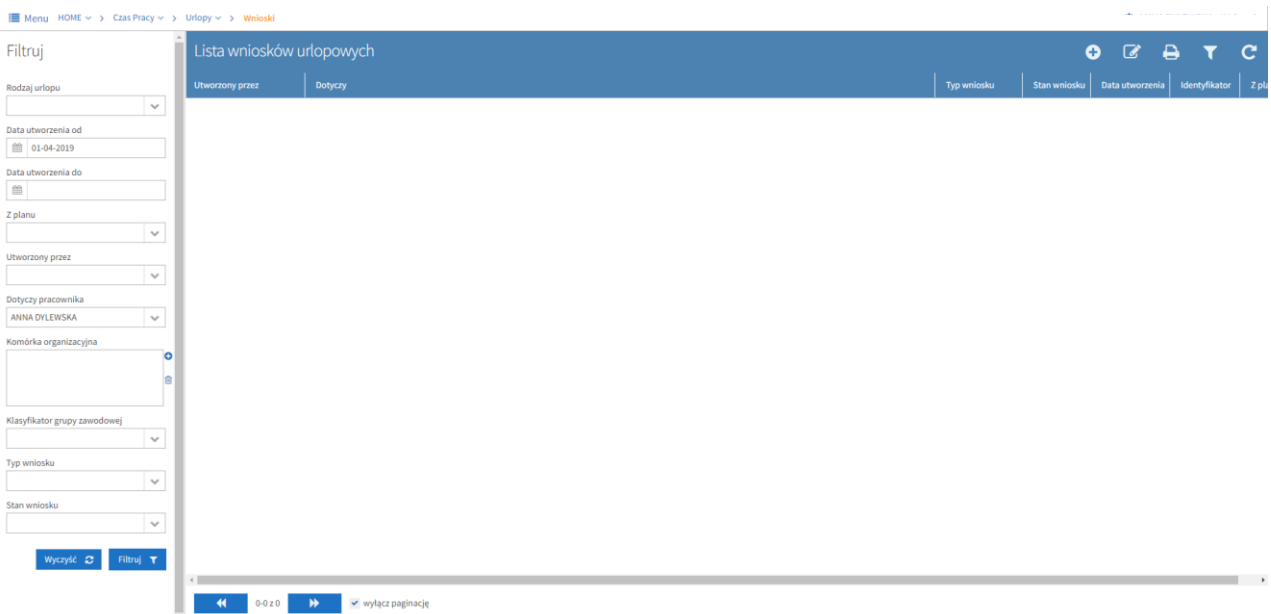 Menu HOME > Czas Pracy > Urlopy > Wnioski
Filtruj
Rodzaj urlopu
Data utworzenia od
01-04-2019
Data utworzenia do
Z planu
Utworzony przez
Dotyczy pracownika
ANNA DYLEWSKA
Komórka organizacyjna
Klasyfikator grupy zawodowej
Typ wniosku
Stan wniosku
Wyczyść Filtruj
Lista wniosków urlopowych
Utworzony przez Dotyczy Typ wniosku Stan wniosku Data utworzenia Identyfikator Z pla
0-0 z 0 wyłącz paginację